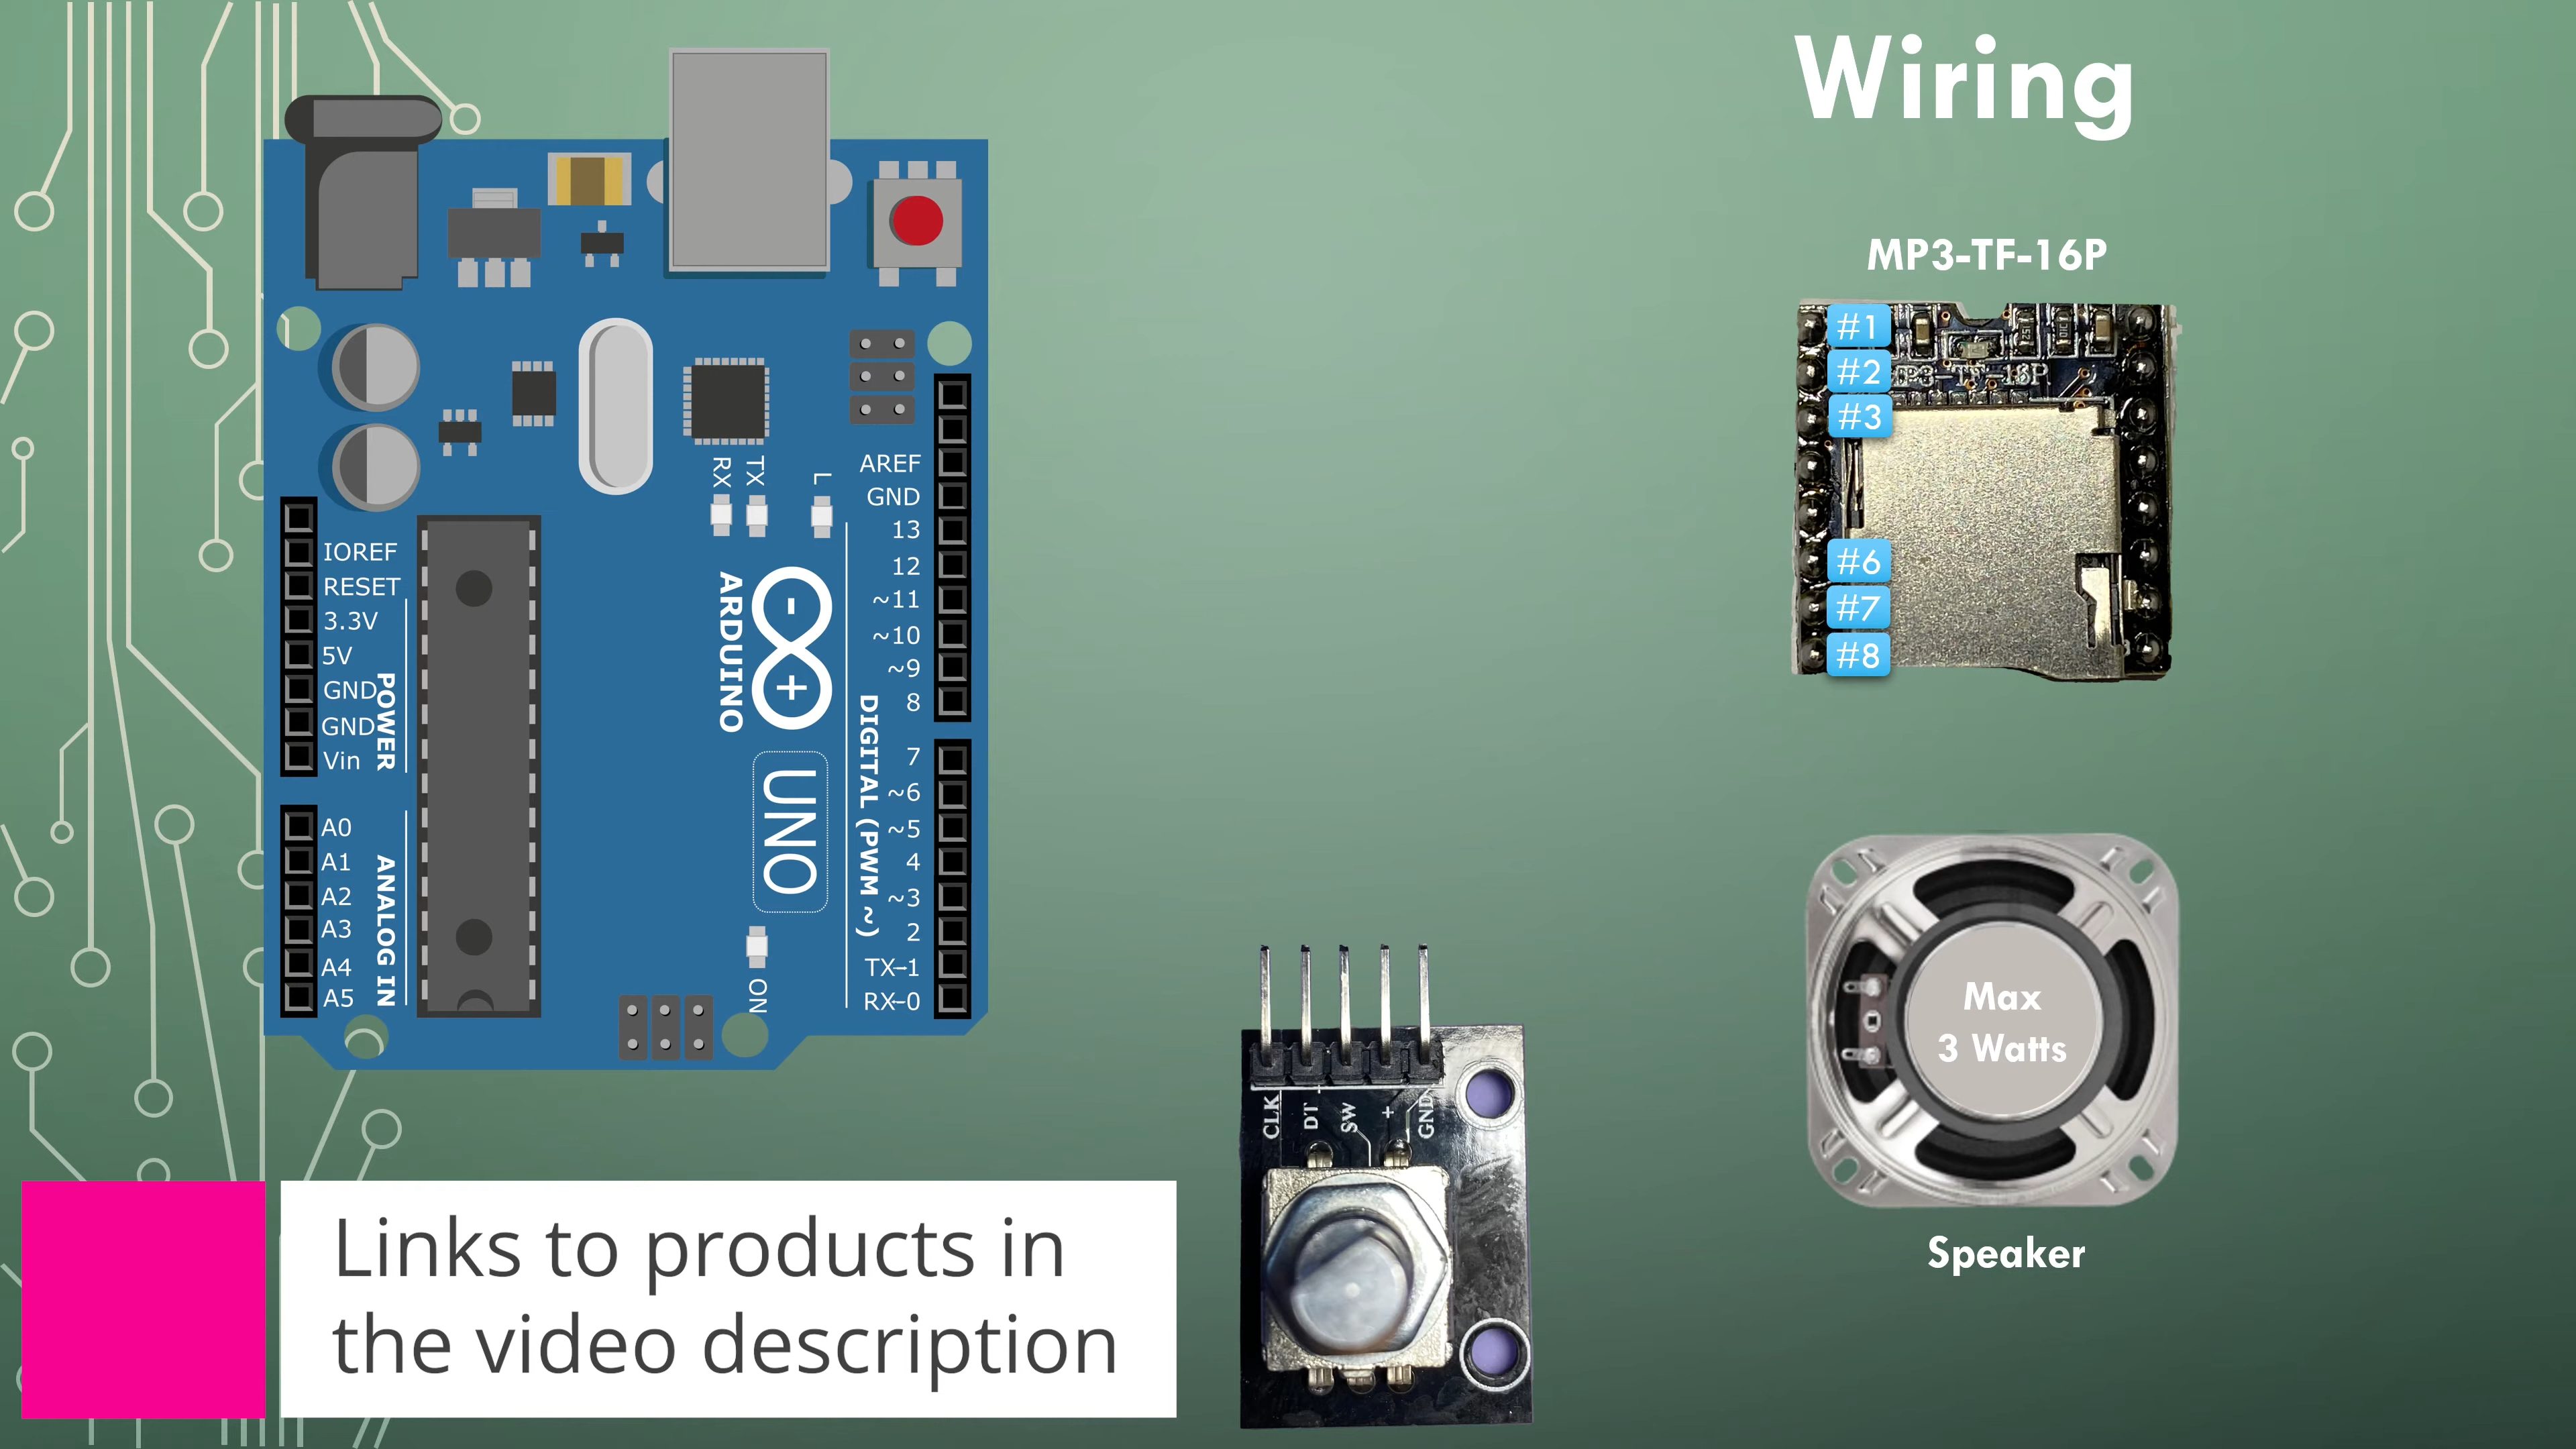 Wiring
MP3-TF-16P
#1
#2
#3
#6
#7
#8
MP3-TF-16P
RX
TX
L
AREF
GND
13
12
~11
~10
~9
8
7
~6
~5
4
~3
2
TX-1
RX-0
DIGITAL (PWM ~)
ARDUINO
UNO
ON
IOREF
RESET
3.3V
5V
GND
GND
Vin
POWER
A0
A1
A2
A3
A4
A5
ANALOG IN
CLK
DT
SW
+
GND
Max
3 Watts
Speaker
Links to products in
the video description